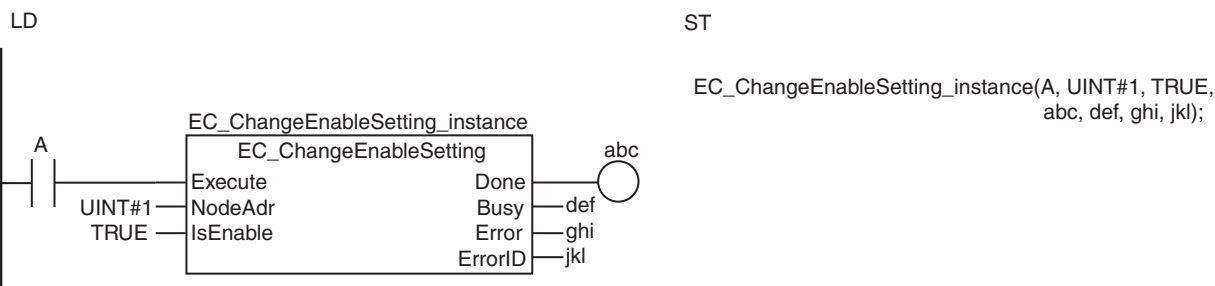 LD
ST
EC_ChangeEnableSetting_instance(A, UINT#1, TRUE,
abc, def, ghi, jkl);
EC_ChangeEnableSetting_instance
A
EC_ChangeEnableSetting
abc
Execute
Done
UINT#1
NodeAdr
Busy
def
TRUE
IsEnable
Error
ghi
ErrorID
jkl